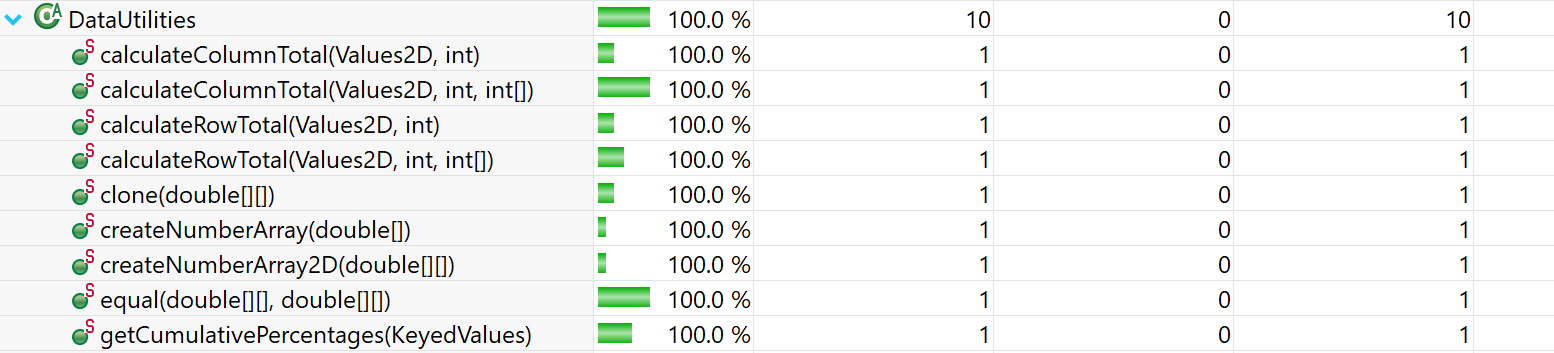 DataUtilities 100.0 % 10 0 10
calculateColumnTotal(Values2D, int) 100.0 % 1 0 1
calculateColumnTotal(Values2D, int, int[]) 100.0 % 1 0 1
calculateRowTotal(Values2D, int) 100.0 % 1 0 1
calculateRowTotal(Values2D, int, int[]) 100.0 % 1 0 1
clone(double[][]) 100.0 % 1 0 1
createNumberArray(double[]) 100.0 % 1 0 1
createNumberArray2D(double[][]) 100.0 % 1 0 1
equal(double[][], double[][]) 100.0 % 1 0 1
getCumulativePercentages(KeyedValues) 100.0 % 1 0 1